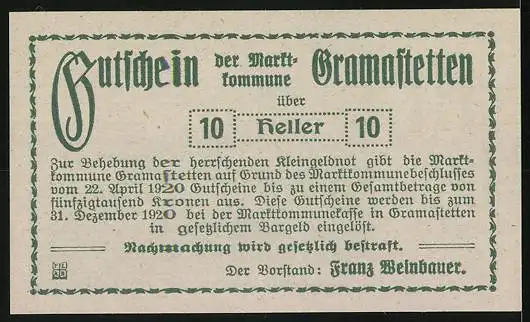 Gutschein der Markt-
kommune Gramastetten
über
10 Heller 10
Zur Behebung der herrschenden Kleingeldnot gibt die Markt-
kommune Gramastetten auf Grund des Marktkommunebeschlusses
vom 22. April 1920 Gutscheine bis zu einem Gesamtbetrage von
fünfzigtausend Kronen aus. Diese Gutscheine werden bis zum
31. Dezember 1920 bei der Marktkommunekasse in Gramastetten
in gesetzlichem Bargeld eingelöst.
Nachmachung wird gesetzlich bestraft.
Der Vorstand: Franz Weinbauer.